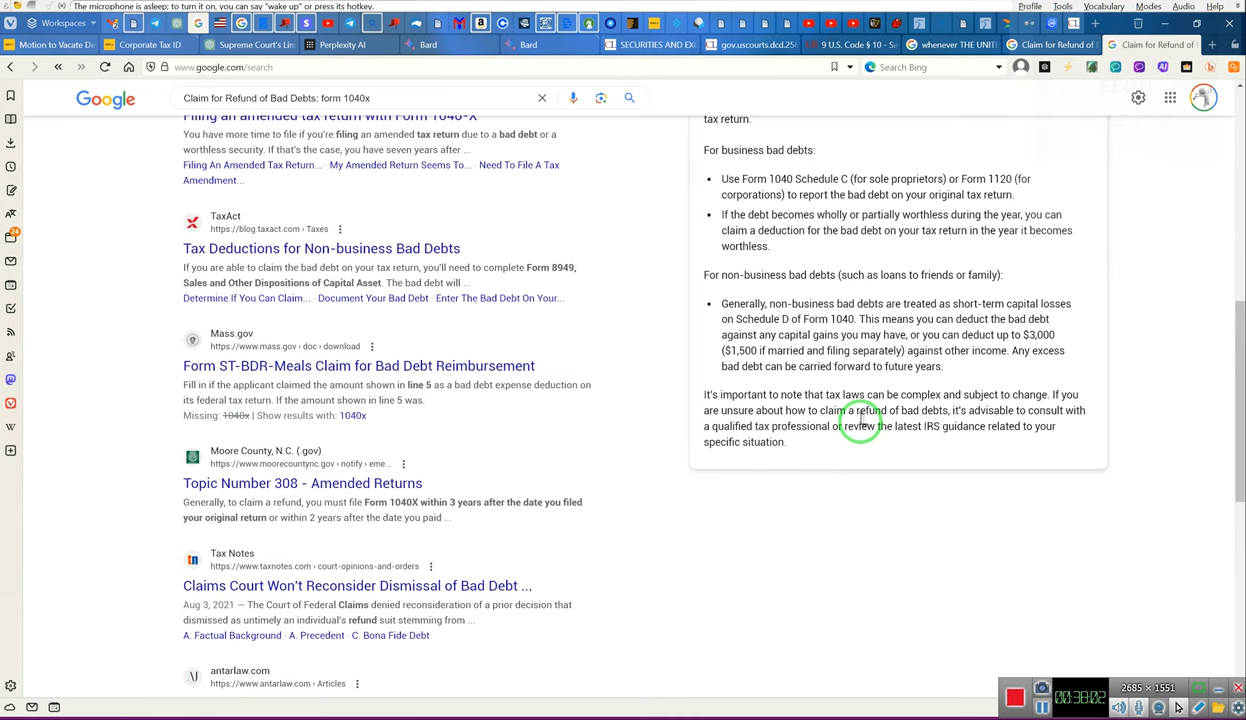 The microphone is asleep; to turn it on, you can say "wake up" or press its hotkey.
Profile Tools Vocabulary Modes Audio Help
Workspaces
Motion to Vacate De
Corporate Tax ID
Supreme Court's Lin
Perplexity AI
Bard
Bard
SECURITIES AND EX
gov.uscourts.dcd.256
9 U.S. Code § 10 - Sa
whenever THE UNIT
Claim for Refund of
Claim for Refund of
www.google.com/search
Search Bing
Google
Claim for Refund of Bad Debts: form 1040x
Filing an amended tax return with Form 1040-X
You have more time to file if you're filing an amended tax return due to a bad debt or a
worthless security. If that's the case, you have seven years after ...
Filing An Amended Tax Return... · My Amended Return Seems To... · Need To File A Tax
Amendment...
TaxAct
https://blog.taxact.com › Taxes
Tax Deductions for Non-business Bad Debts
If you are able to claim the bad debt on your tax return, you'll need to complete Form 8949,
Sales and Other Dispositions of Capital Asset. The bad debt will ...
Determine If You Can Claim... · Document Your Bad Debt · Enter The Bad Debt On Your...
Mass.gov
https://www.mass.gov › doc › download
Form ST-BDR-Meals Claim for Bad Debt Reimbursement
Fill in if the applicant claimed the amount shown in line 5 as a bad debt expense deduction on
its federal tax return. If the amount shown in line 5 was.
Missing: 1040x | Show results with: 1040x
Moore County, N.C. (.gov)
https://www.moorecountync.gov › notify › eme...
Topic Number 308 - Amended Returns
Generally, to claim a refund, you must file Form 1040X within 3 years after the date you filed
your original return or within 2 years after the date you paid ...
Tax Notes
https://www.taxnotes.com › court-opinions-and-orders
Claims Court Won't Reconsider Dismissal of Bad Debt ...
Aug 3, 2021 — The Court of Federal Claims denied reconsideration of a prior decision that
dismissed as untimely an individual's refund suit stemming from ...
A. Factual Background · A. Precedent · C. Bona Fide Debt
antarlaw.com
https://www.antarlaw.com › Articles
tax return.
For business bad debts:
• Use Form 1040 Schedule C (for sole proprietors) or Form 1120 (for
corporations) to report the bad debt on your original tax return.
• If the debt becomes wholly or partially worthless during the year, you can
claim a deduction for the bad debt on your tax return in the year it becomes
worthless.
For non-business bad debts (such as loans to friends or family):
• Generally, non-business bad debts are treated as short-term capital losses
on Schedule D of Form 1040. This means you can deduct the bad debt
against any capital gains you may have, or you can deduct up to $3,000
($1,500 if married and filing separately) against other income. Any excess
bad debt can be carried forward to future years.
It's important to note that tax laws can be complex and subject to change. If you
are unsure about how to claim a refund of bad debts, it's advisable to consult with
a qualified tax professional or review the latest IRS guidance related to your
specific situation.
2685 × 1551
00:38:02